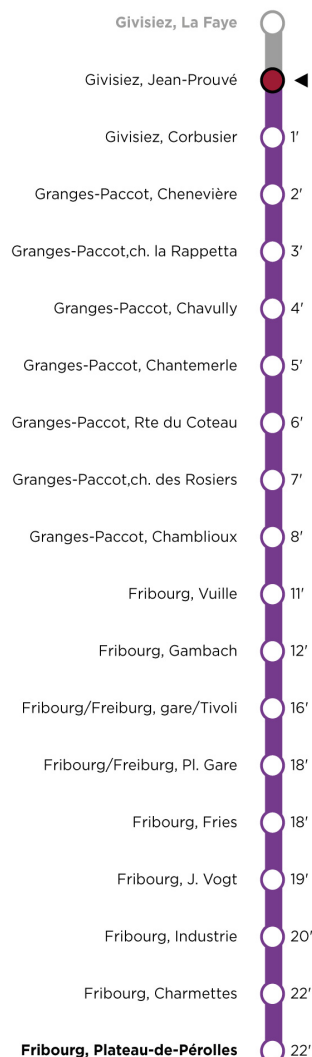 Givisiez, La Faye
Givisiez, Jean-Prouvé
Givisiez, Corbusier 1'
Granges-Paccot, Chenevière 2'
Granges-Paccot,ch. la Rappetta 3'
Granges-Paccot, Chavully 4'
Granges-Paccot, Chantemerle 5'
Granges-Paccot, Rte du Coteau 6'
Granges-Paccot,ch. des Rosiers 7'
Granges-Paccot, Chamblioux 8'
Fribourg, Vuille 11'
Fribourg, Gambach 12'
Fribourg/Freiburg, gare/Tivoli 16'
Fribourg/Freiburg, Pl. Gare 18'
Fribourg, Fries 18'
Fribourg, J. Vogt 19'
Fribourg, Industrie 20'
Fribourg, Charmettes 22'
Fribourg, Plateau-de-Pérolles 22'